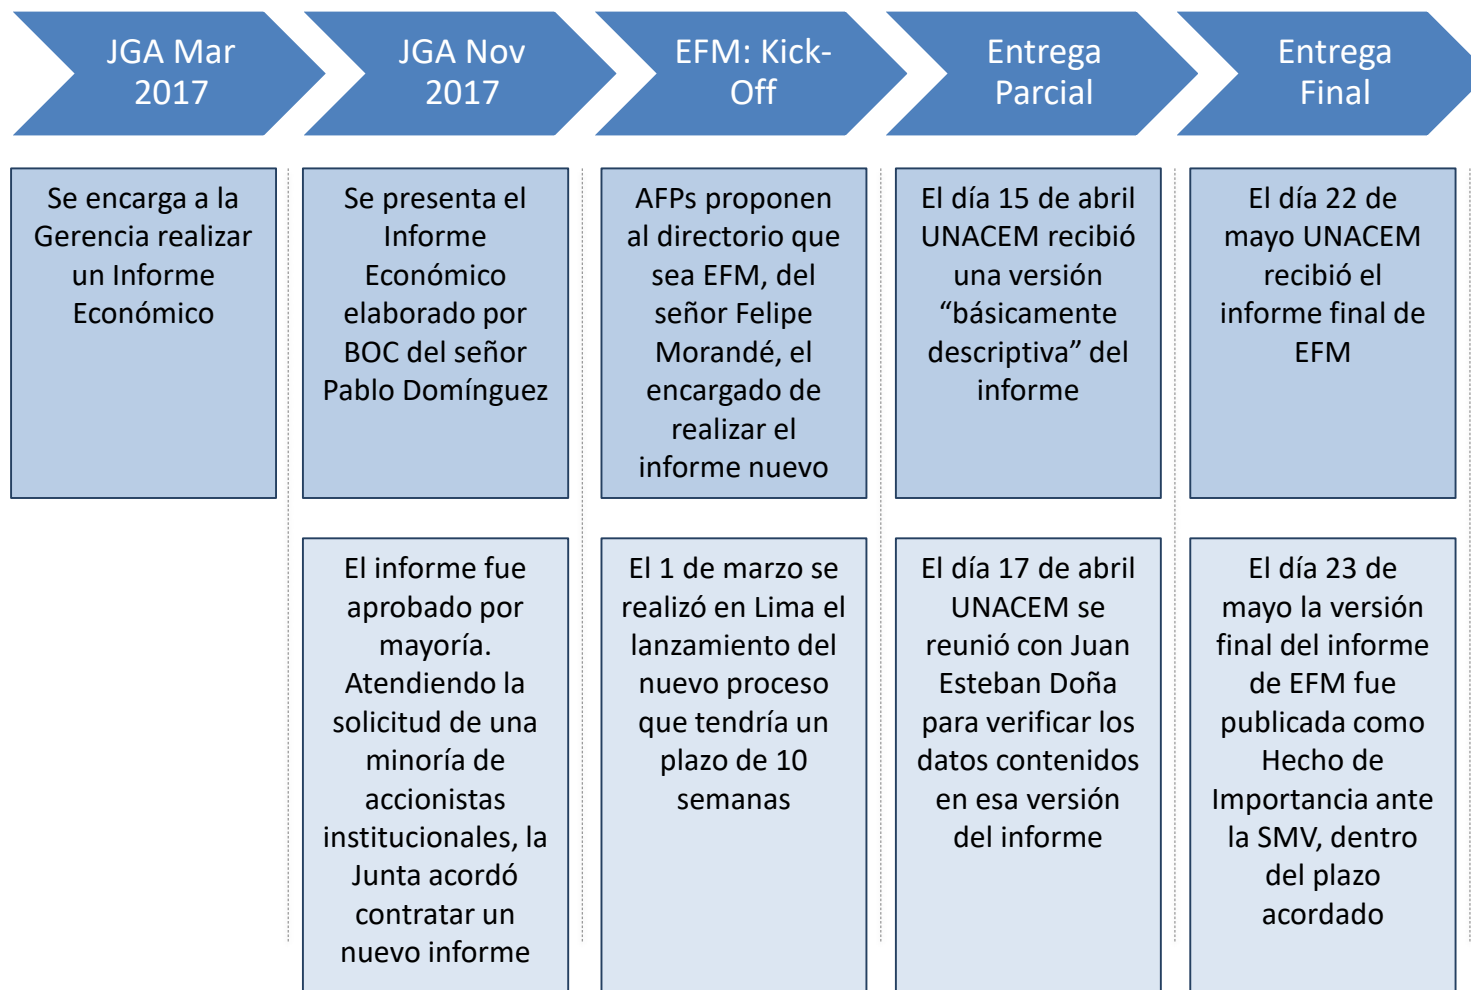 JGA Mar
2017
JGA Nov
2017
EFM: Kick-
Off
Entrega
Parcial
Entrega
Final
Se encarga a la
Gerencia realizar
un Informe
Económico
Se presenta el
Informe
Económico
elaborado por
BOC del señor
Pablo Domínguez
AFPs proponen
al directorio que
sea EFM, del
señor Felipe
Morandé, el
encargado de
realizar el
informe nuevo
El día 15 de abril
UNACEM recibió
una versión
“básicamente
descriptiva” del
informe
El día 22 de
mayo UNACEM
recibió el
informe final de
EFM
El informe fue
aprobado por
mayoría.
Atendiendo la
solicitud de una
minoría de
accionistas
institucionales, la
Junta acordó
contratar un
nuevo informe
El 1 de marzo se
realizó en Lima el
lanzamiento del
nuevo proceso
que tendría un
plazo de 10
semanas
El día 17 de abril
UNACEM se
reunió con Juan
Esteban Doña
para verificar los
datos contenidos
en esa versión
del informe
El día 23 de
mayo la versión
final del informe
de EFM fue
publicada como
Hecho de
Importancia ante
la SMV, dentro
del plazo
acordado